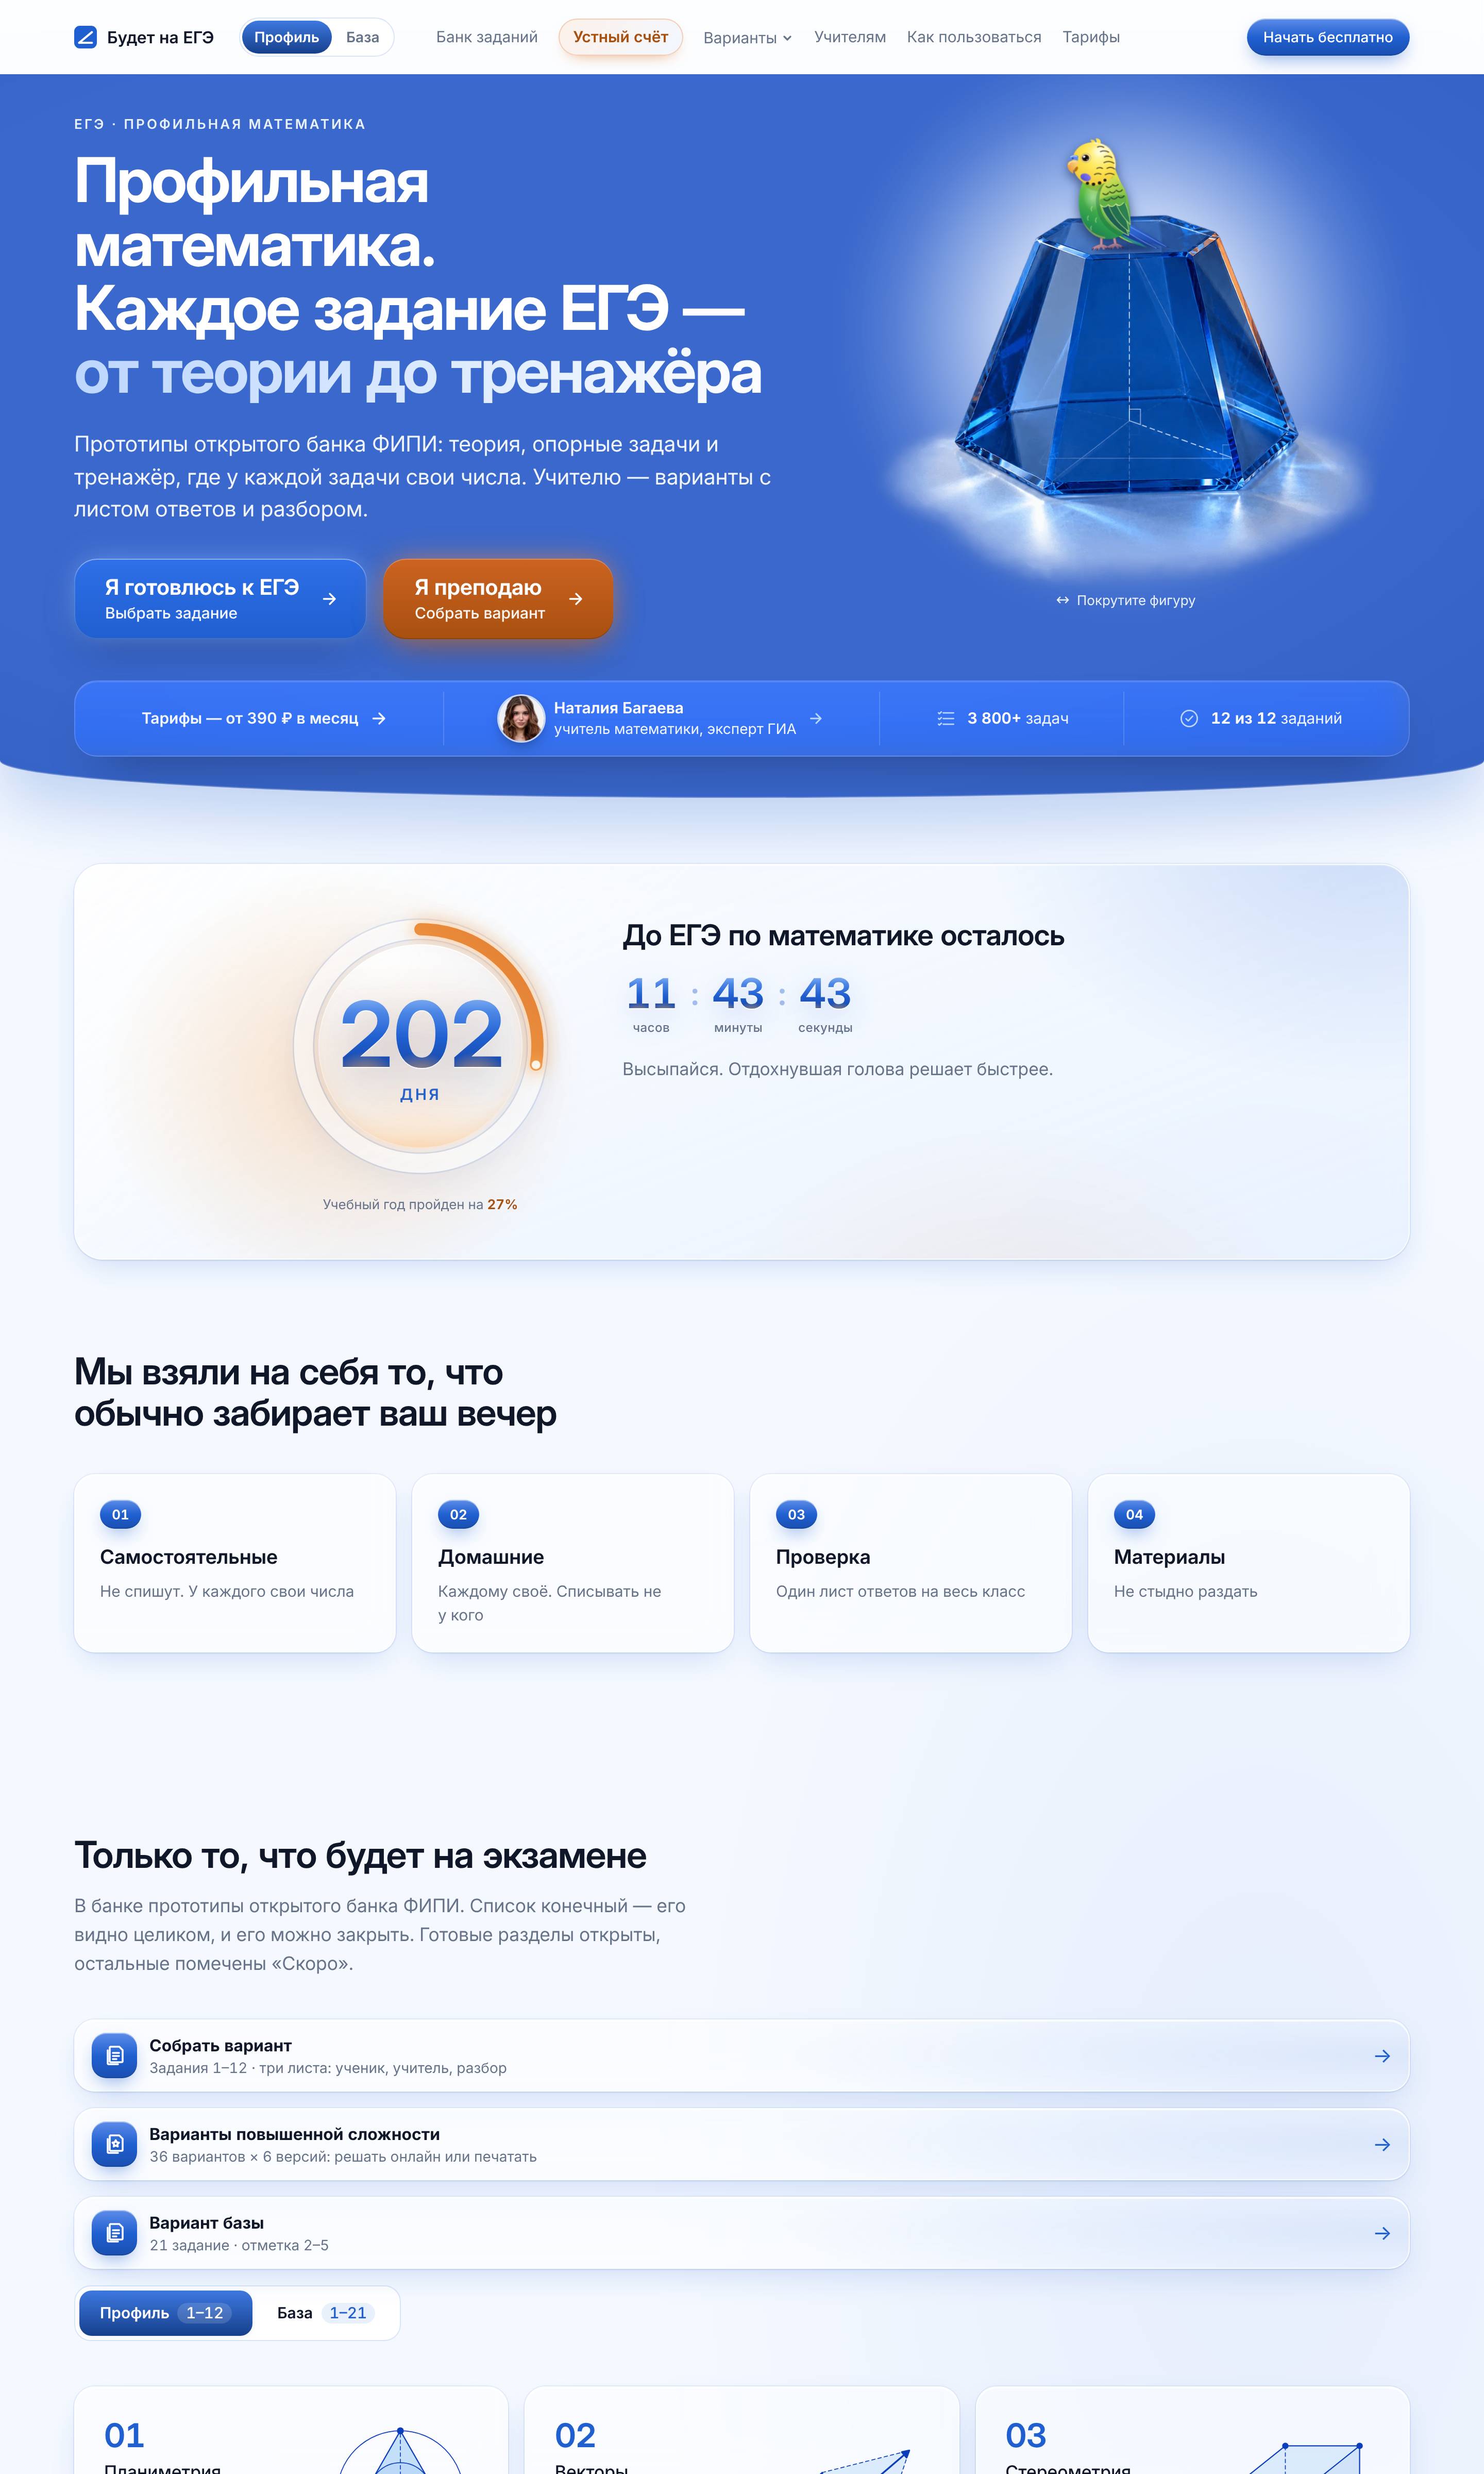 Будет на ЕГЭ
Профиль
База
Банк заданий
Устный счёт
Варианты
Учителям
Как пользоваться
Тарифы
Начать бесплатно
ЕГЭ · ПРОФИЛЬНАЯ МАТЕМАТИКА
Профильная
математика.
Каждое задание ЕГЭ —
от теории до тренажёра
Прототипы открытого банка ФИПИ: теория, опорные задачи и
тренажёр, где у каждой задачи свои числа. Учителю — варианты с
листом ответов и разбором.
Я готовлюсь к ЕГЭ →
Выбрать задание
Я преподаю →
Собрать вариант
↔ Покрутите фигуру
Тарифы — от 390 ₽ в месяц →
Наталия Багаева
учитель математики, эксперт ГИА →
3 800+ задач
12 из 12 заданий
202
ДНЯ
Учебный год пройден на 27%
До ЕГЭ по математике осталось
11 : 43 : 43
часов минуты секунды
Высыпайся. Отдохнувшая голова решает быстрее.
Мы взяли на себя то, что
обычно забирает ваш вечер
01
Самостоятельные
Не спишут. У каждого свои числа
02
Домашние
Каждому своё. Списывать не
у кого
03
Проверка
Один лист ответов на весь класс
04
Материалы
Не стыдно раздать
Только то, что будет на экзамене
В банке прототипы открытого банка ФИПИ. Список конечный — его
видно целиком, и его можно закрыть. Готовые разделы открыты,
остальные помечены «Скоро».
Собрать вариант
Задания 1–12 · три листа: ученик, учитель, разбор
→
Варианты повышенной сложности
36 вариантов × 6 версий: решать онлайн или печатать
→
Вариант базы
21 задание · отметка 2–5
→
Профиль 1–12
База 1–21
01
Планиметрия
02
Векторы
03
Стереометрия